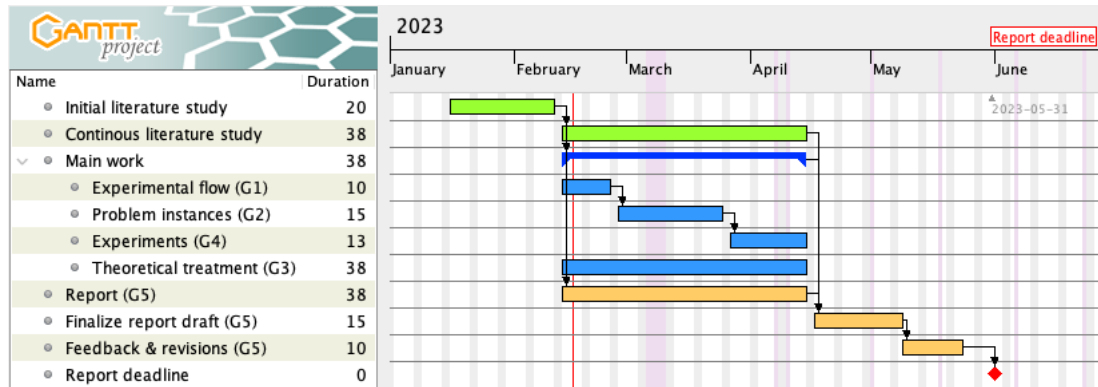 GANTT
project
2023
Report deadline
January February March April May June
Name Duration
2023-05-31
Initial literature study 20
Continous literature study 38
Main work 38
Experimental flow (G1) 10
Problem instances (G2) 15
Experiments (G4) 13
Theoretical treatment (G3) 38
Report (G5) 38
Finalize report draft (G5) 15
Feedback & revisions (G5) 10
Report deadline 0